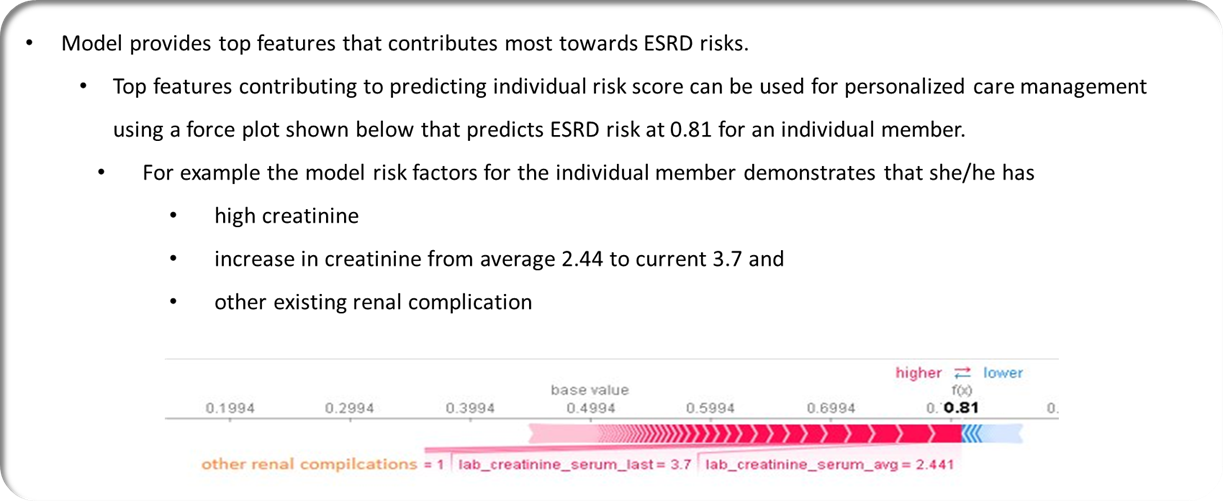 • Model provides top features that contributes most towards ESRD risks.
• Top features contributing to predicting individual risk score can be used for personalized care management
using a force plot shown below that predicts ESRD risk at 0.81 for an individual member.
• For example the model risk factors for the individual member demonstrates that she/he has
• high creatinine
• increase in creatinine from average 2.44 to current 3.7 and
• other existing renal complication
higher ⇄ lower
base value f(x)
0.1994 0.2994 0.3994 0.4994 0.5994 0.6994 0. 0.81 0.
other renal compilcations = 1 lab_creatinine_serum_last = 3.7 lab_creatinine_serum_avg = 2.441